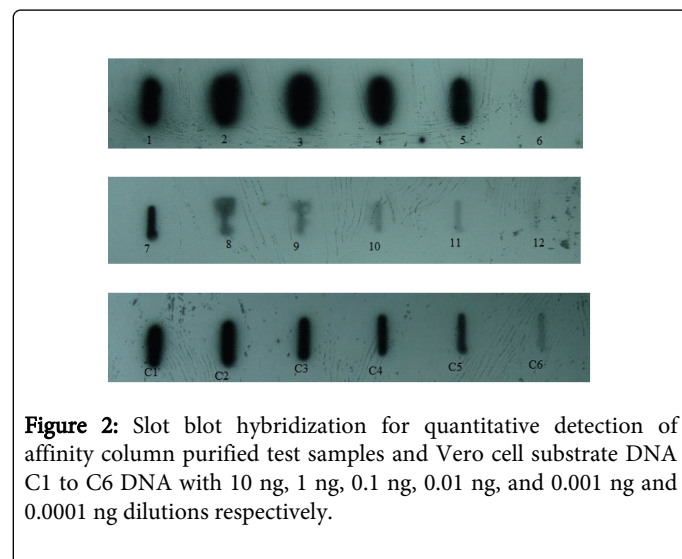 1 2 3 4 5 6
7 8 9 10 11 12
C1 C2 C3 C4 C5 C6
Figure 2: Slot blot hybridization for quantitative detection of
affinity column purified test samples and Vero cell substrate DNA
C1 to C6 DNA with 10 ng, 1 ng, 0.1 ng, 0.01 ng, and 0.001 ng and
0.0001 ng dilutions respectively.